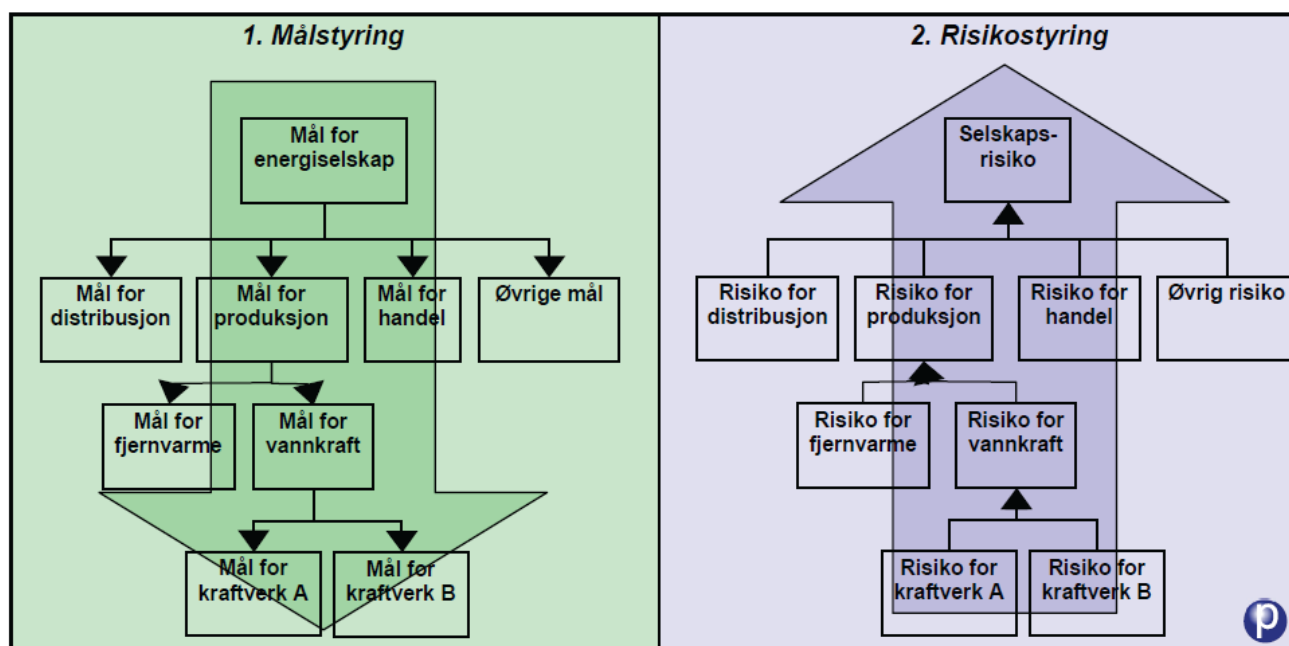 1. Målstyring
Mål for
energiselskap
Mål for
distribusjon
Mål for
produksjon
Mål for
handel
Øvrige mål
Mål for
fjernvarme
Mål for
vannkraft
Mål for
kraftverk A
Mål for
kraftverk B
2. Risikostyring
Selskaps-
risiko
Risiko for
distribusjon
Risiko for
produksjon
Risiko for
handel
Øvrig risiko
Risiko for
fjernvarme
Risiko for
vannkraft
Risiko for
kraftverk A
Risiko for
kraftverk B
p